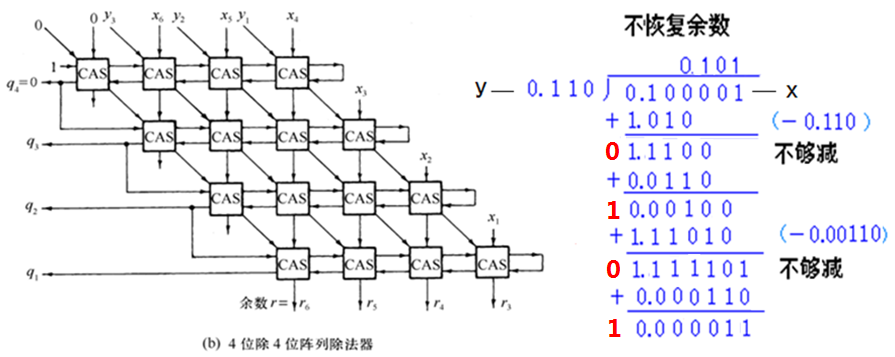 0 0 y₃ x₆ y₂ x₅ y₁ x₄
1 CAS CAS CAS CAS
q₄=0
x₃
CAS CAS CAS CAS
q₃
x₂
CAS CAS CAS CAS
q₂
x₁
CAS CAS CAS CAS
q₁
余数 r= r₆ r₅ r₄ r₃
(b) 4 位除 4 位阵列除法器
不恢复余数
0.101
y — 0.110 ) 0.100001 — x
+ 1.010 (-0.110)
0 1.1100 不够减
+ 0.0110
1 0.00100
+ 1.11010 (-0.00110)
0 1.111101 不够减
+ 0.000110
1 0.000011